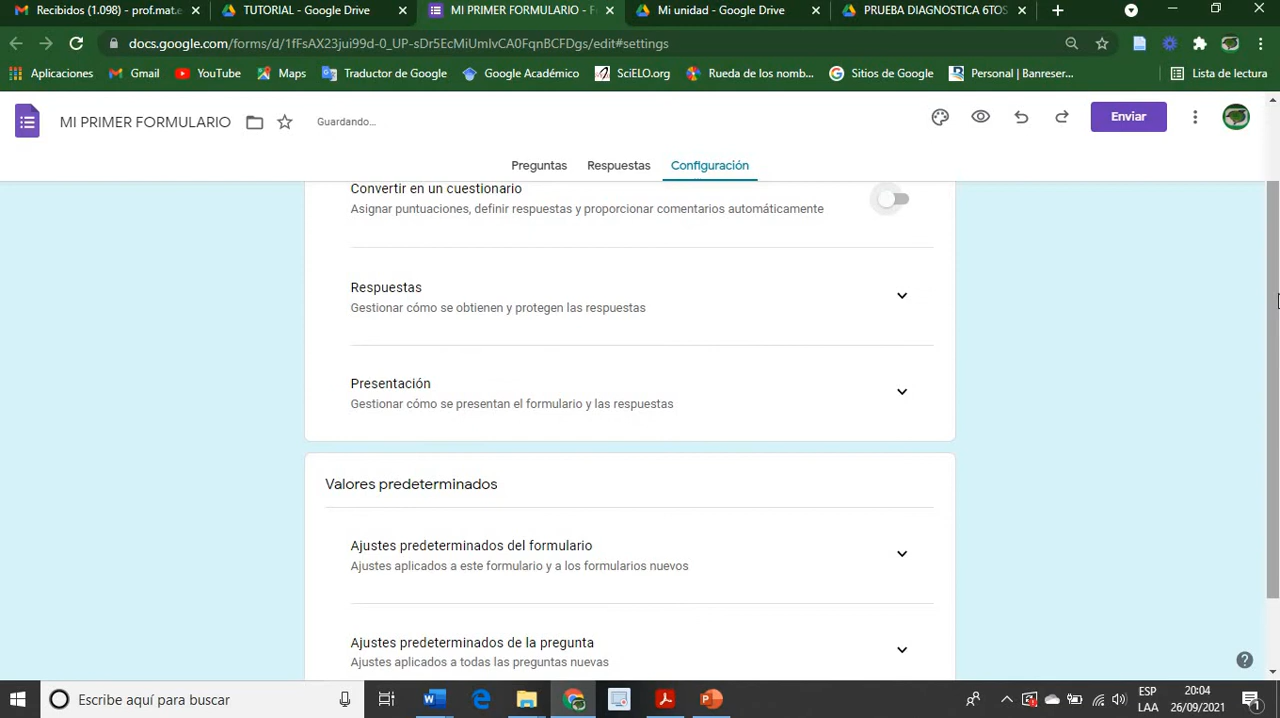 Recibidos (1.098) - prof.mat.e
TUTORIAL - Google Drive
MI PRIMER FORMULARIO - F
Mi unidad - Google Drive
PRUEBA DIAGNOSTICA 6TOS
docs.google.com/forms/d/1fFsAX23jui99d-0_UP-sDr5EcMiUmlvCA0FqnBCFDgs/edit#settings
Aplicaciones
Gmail
YouTube
Maps
Traductor de Google
Google Académico
SciELO.org
Rueda de los nomb...
Sitios de Google
Personal | Banreser...
Lista de lectura
MI PRIMER FORMULARIO
Guardando...
Enviar
Preguntas
Respuestas
Configuración
Convertir en un cuestionario
Asignar puntuaciones, definir respuestas y proporcionar comentarios automáticamente
Respuestas
Gestionar cómo se obtienen y protegen las respuestas
Presentación
Gestionar cómo se presentan el formulario y las respuestas
Valores predeterminados
Ajustes predeterminados del formulario
Ajustes aplicados a este formulario y a los formularios nuevos
Ajustes predeterminados de la pregunta
Ajustes aplicados a todas las preguntas nuevas
Escribe aquí para buscar
ESP
LAA
20:04
26/09/2021